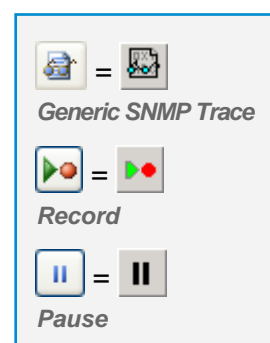 =
Generic SNMP Trace
=
Record
=
Pause